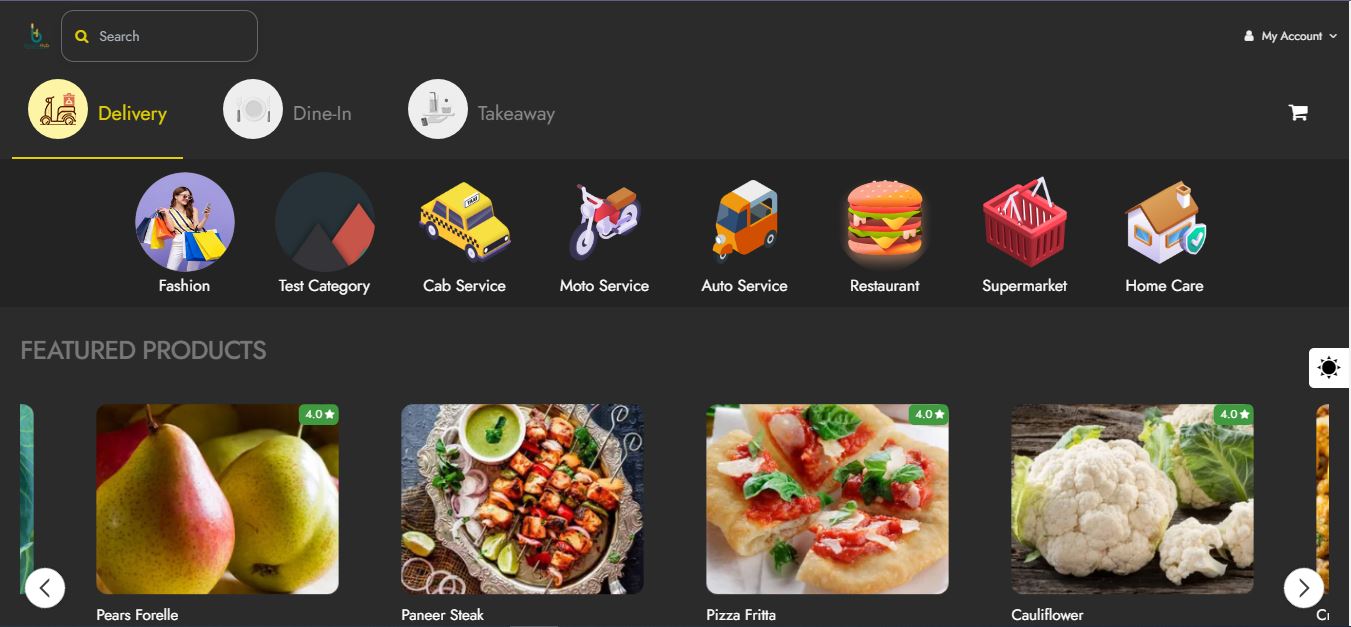 Search
My Account
Delivery
Dine-In
Takeaway
TAXI
Fashion
Test Category
Cab Service
Moto Service
Auto Service
Restaurant
Supermarket
Home Care
FEATURED PRODUCTS
4.0
4.0
4.0
Pears Forelle
Paneer Steak
Pizza Fritta
Cauliflower